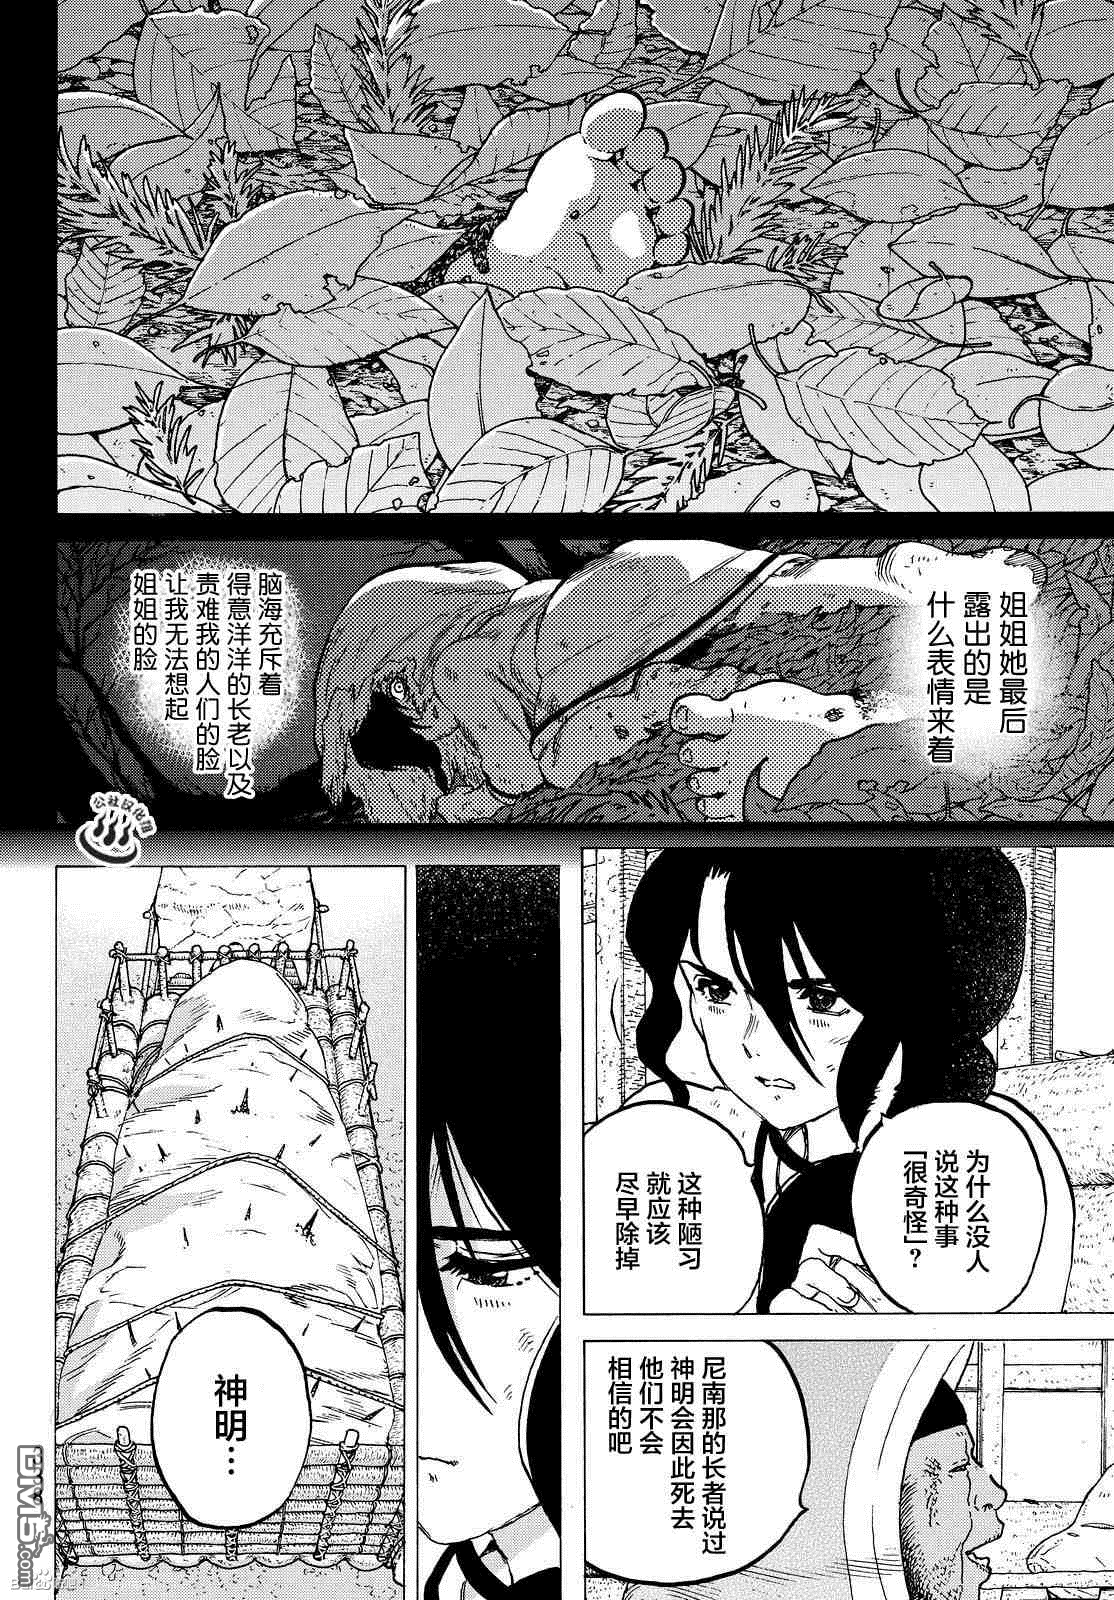 姐姐她最后
露出的是
什么表情来着
脑海充斥着
得意洋洋的长老以及
责难我的人们的脸
让我无法想起
姐姐的脸
公社汉化组
为什么没人
说这种事
「很奇怪」?
这种陋习
就应该
尽早除掉
尼南那的长者说过
神明会因此死去
他们不会
相信的吧
神明…